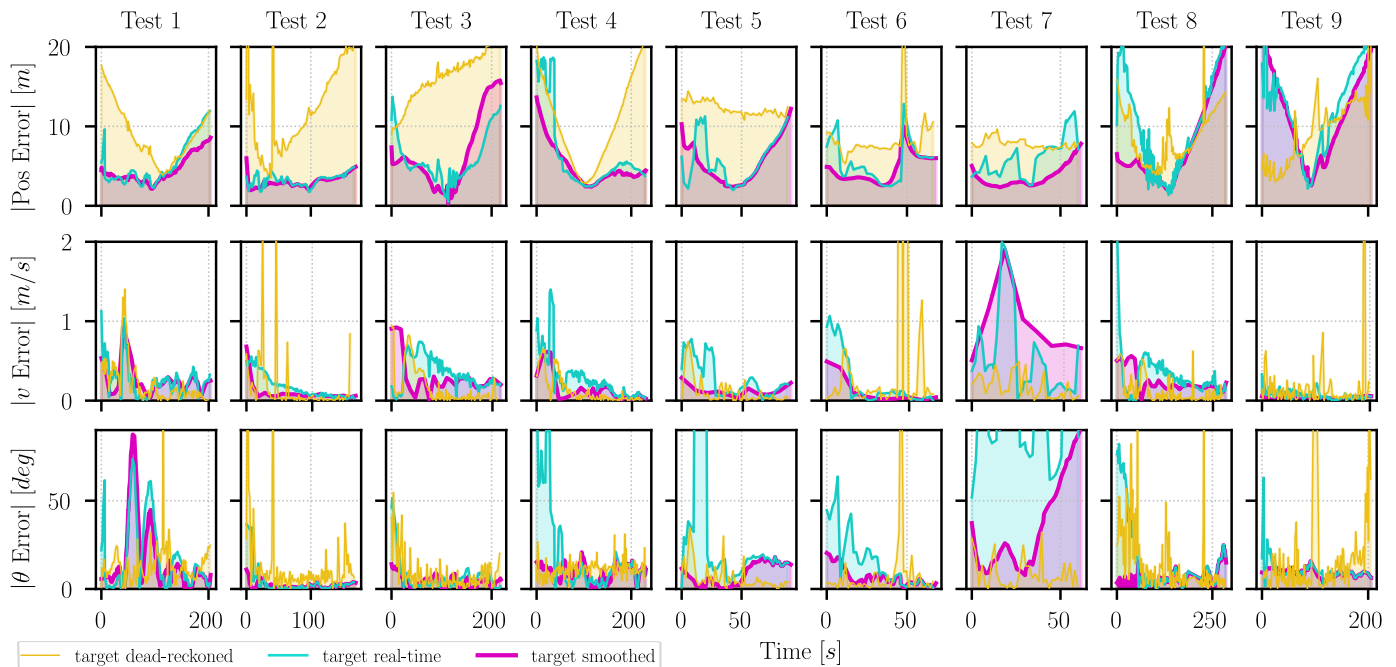 Test 1 Test 2 Test 3 Test 4 Test 5 Test 6 Test 7 Test 8 Test 9
|Pos Error| [m]
20
10
0
|v Error| [m/s]
2
1
0
|θ Error| [deg]
50
0
0 200 0 100 0 200 0 200 0 50 0 50 0 50 0 250 0 200
Time [s]
target dead-reckoned target real-time target smoothed